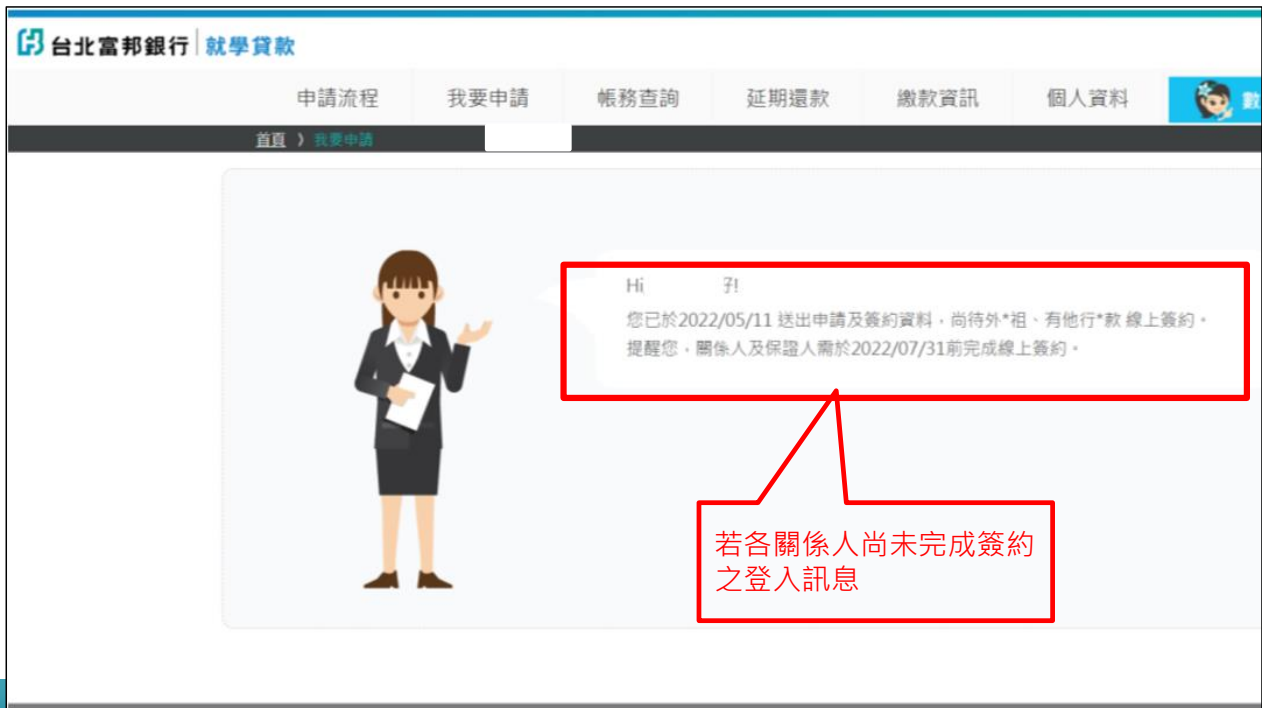 台北富邦銀行 就學貸款
申請流程 我要申請 帳務查詢 延期還款 繳款資訊 個人資料 數
首頁 》 我要申請
Hi 子!
您已於2022/05/11 送出申請及簽約資料，尚待外*祖、有他行*款 線上簽約。
提醒您，關係人及保證人需於2022/07/31前完成線上簽約。
若各關係人尚未完成簽約
之登入訊息